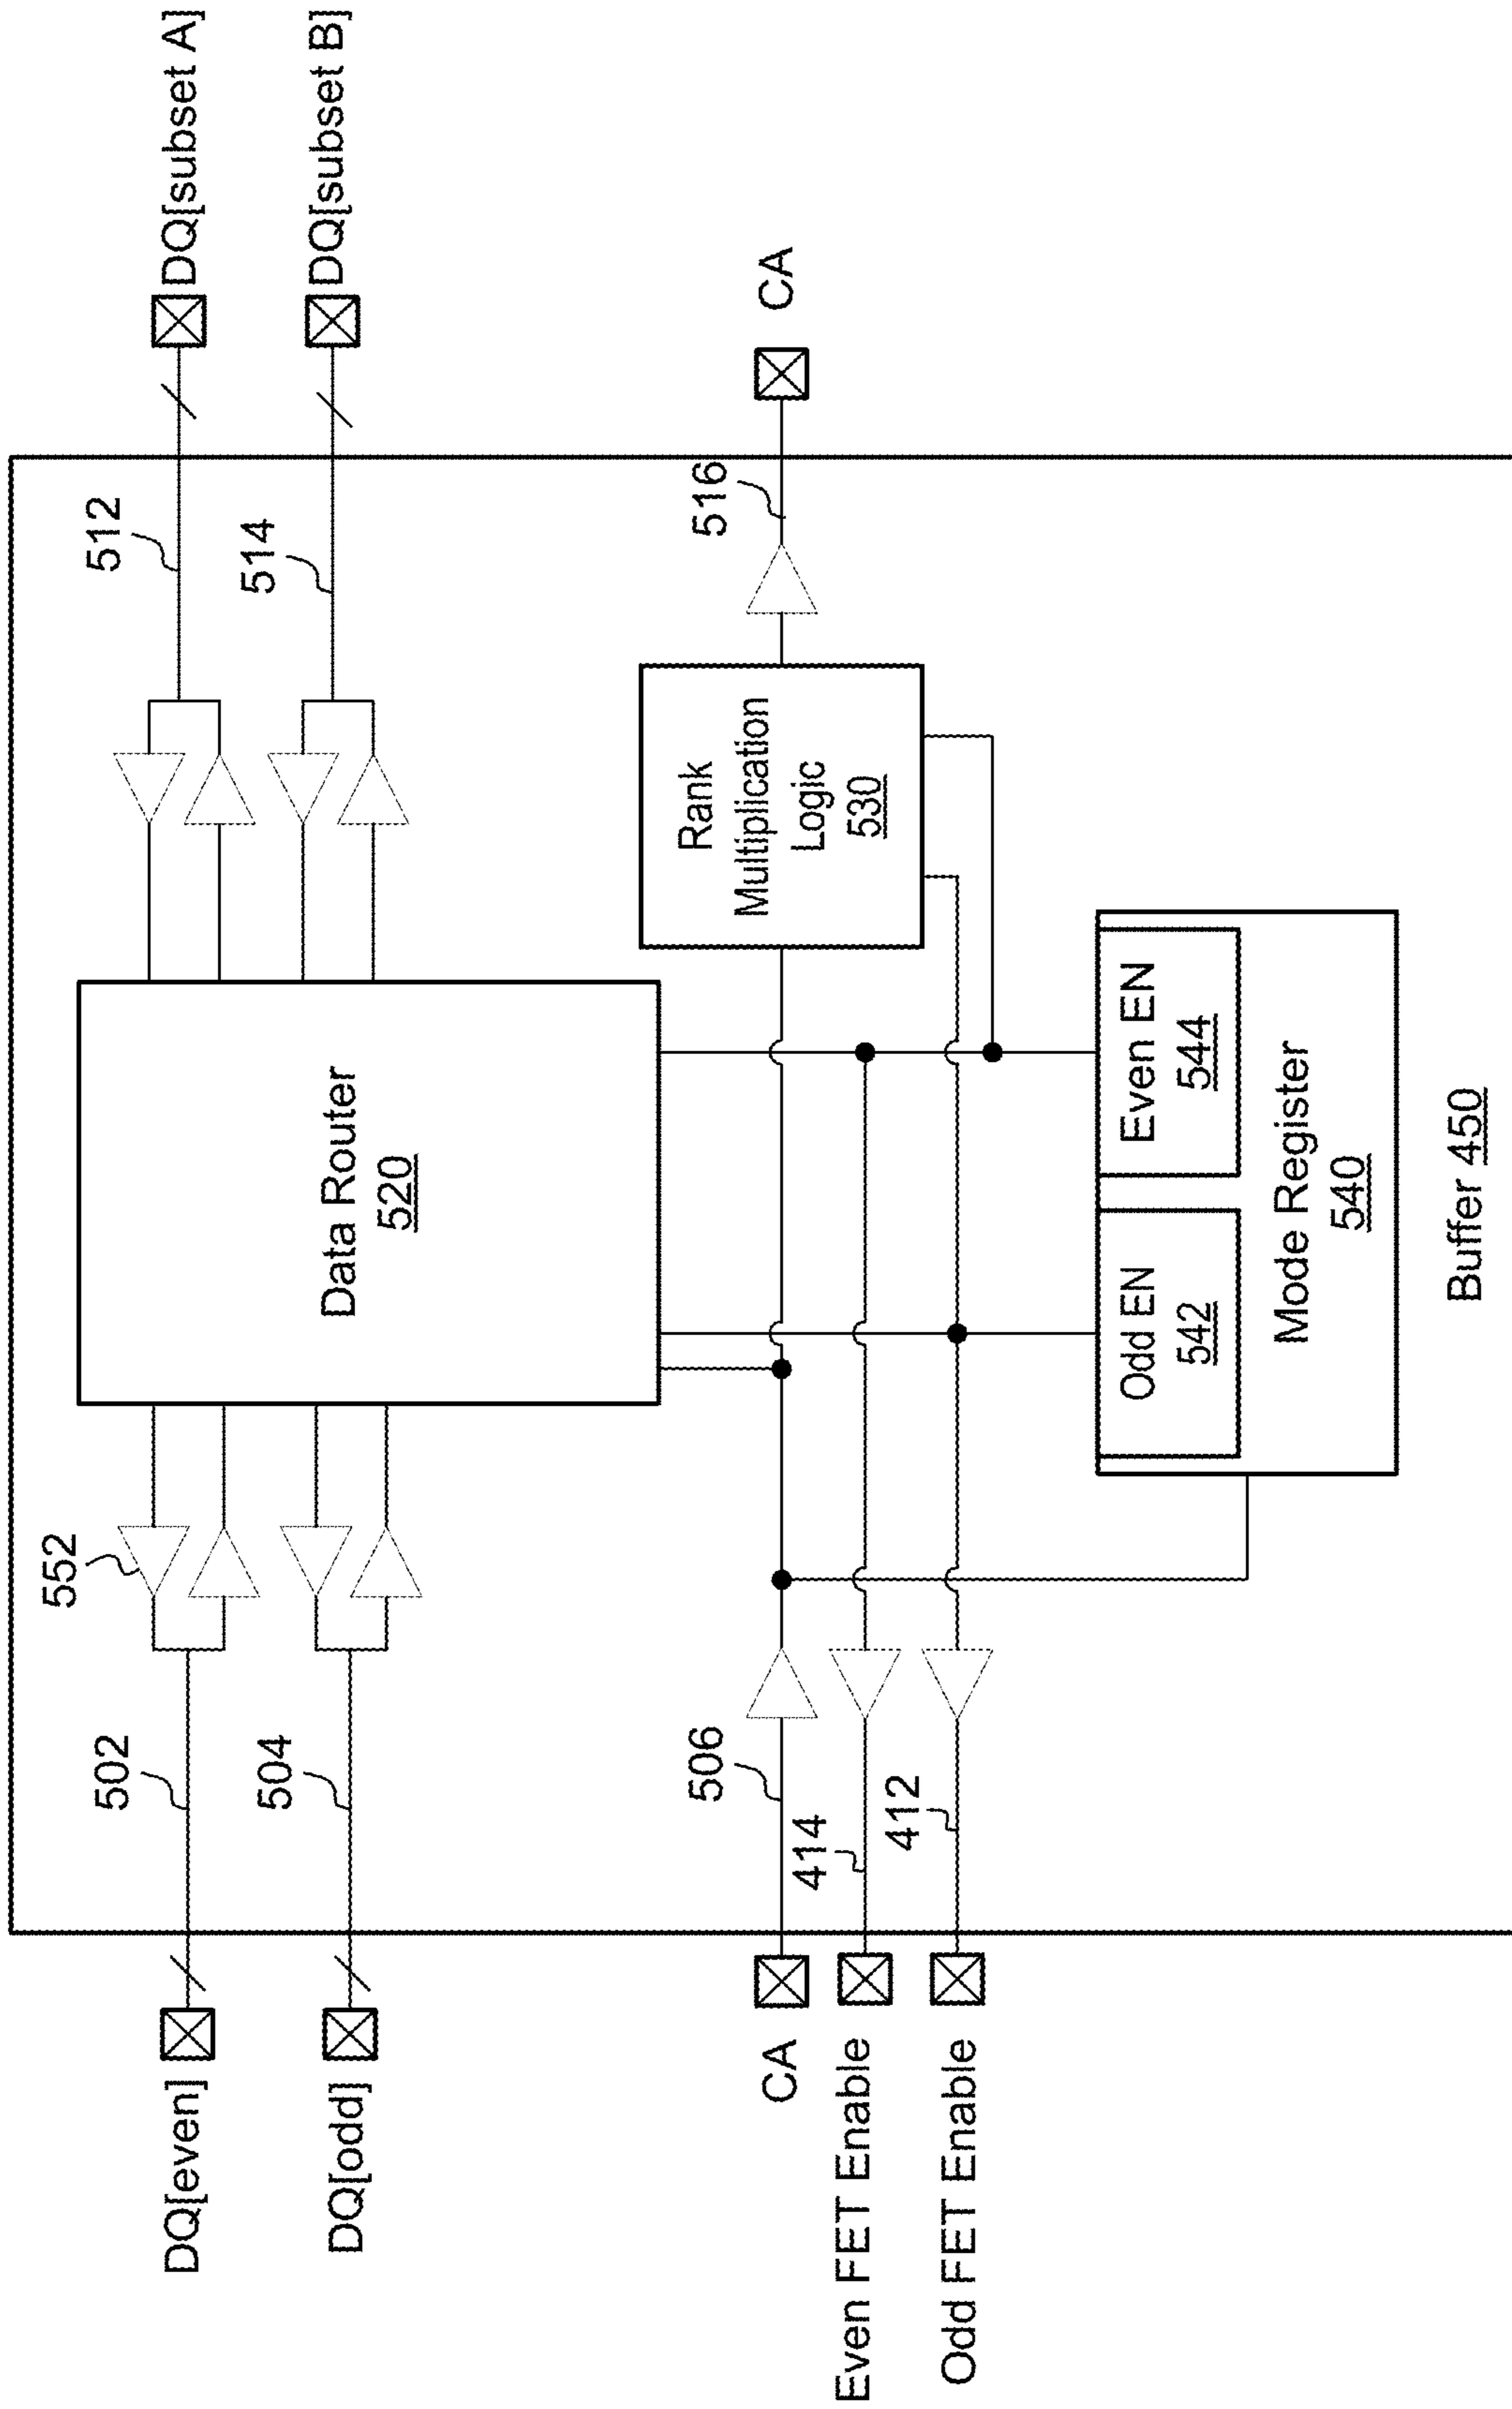 DQ[even]
502
552
512
DQ[subset A]
DQ[odd]
504
Data Router
520
514
DQ[subset B]
CA
506
Rank
Multiplication
Logic
530
516
CA
Even FET Enable
414
Odd FET Enable
412
Odd EN
542
Even EN
544
Mode Register
540
Buffer 450